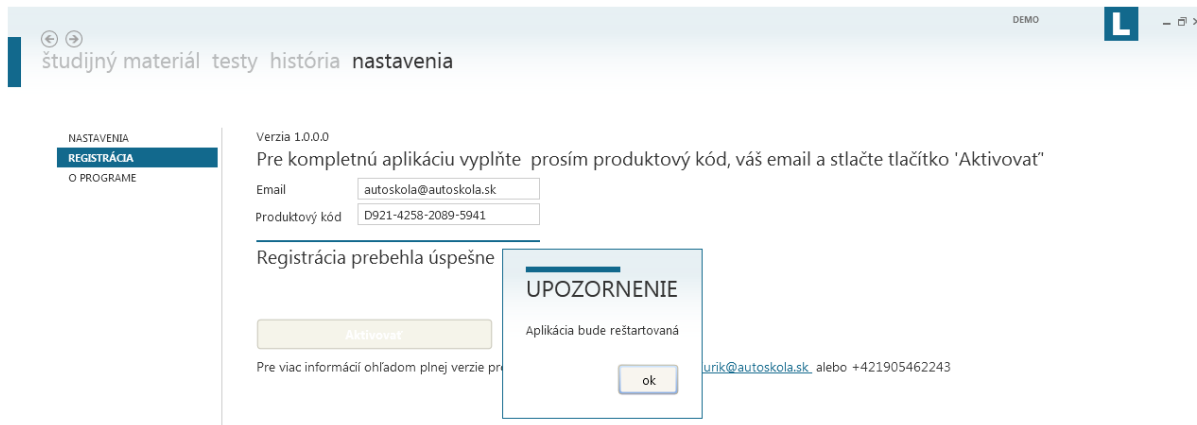 DEMO
L
študijný materiál testy história nastavenia
NASTAVENIA
REGISTRÁCIA
O PROGRAME
Verzia 1.0.0.0
Pre kompletnú aplikáciu vyplňte prosím produktový kód, váš email a stlačte tlačítko 'Aktivovať'
Email autoskola@autoskola.sk
Produktový kód D921-4258-2089-5941
Registrácia prebehla úspešne
UPOZORNENIE
Aplikácia bude reštartovaná
ok
Aktivovať
Pre viac informácií ohľadom plnej verzie urik@autoskola.sk alebo +421905462243